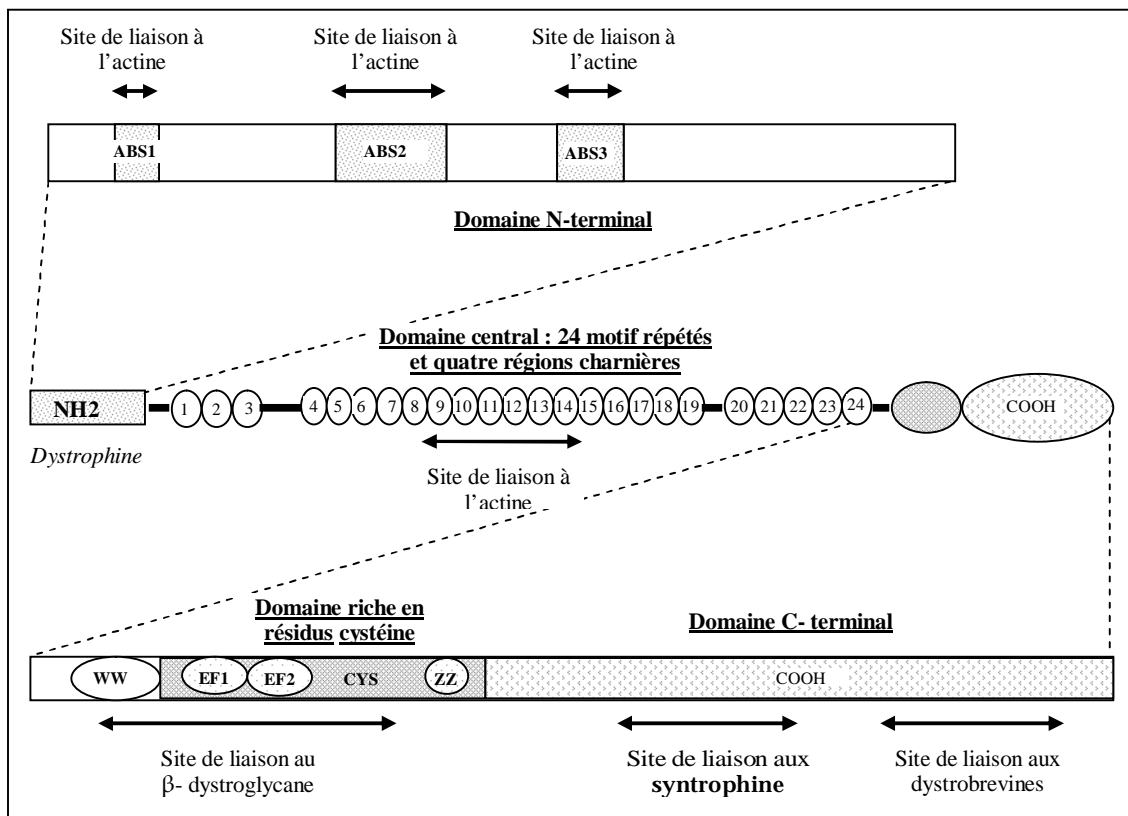 Site de liaison à
l’actine
Site de liaison à
l’actine
Site de liaison à
l’actine
ABS1
ABS2
ABS3
Domaine N-terminal
Domaine central : 24 motif répétés
et quatre régions charnières
NH2
1 2 3 4 5 6 7 8 9 10 11 12 13 14 15 16 17 18 19 20 21 22 23 24
COOH
Dystrophine
Site de liaison à
l’actine
Domaine riche en
résidus cystéine
Domaine C- terminal
WW
EF1
EF2
CYS
ZZ
COOH
Site de liaison au
β- dystroglycane
Site de liaison aux
syntrophine
Site de liaison aux
dystrobrevines